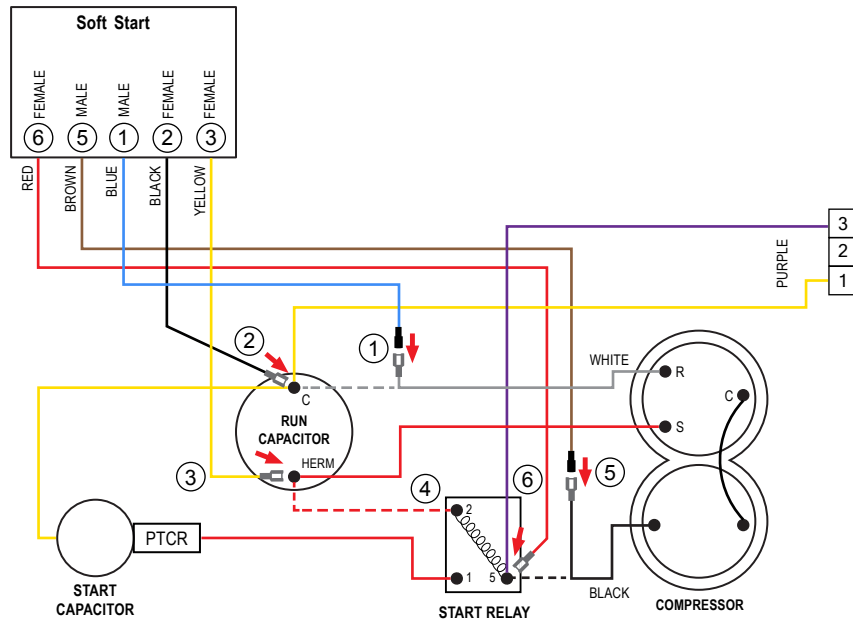 Soft Start
FEMALE
MALE
MALE
FEMALE
FEMALE
6
5
1
2
3
RED
BROWN
BLUE
BLACK
YELLOW
3
2
1
PURPLE
2
1
WHITE
R
C
C
S
RUN
CAPACITOR
HERM
3
4
6
5
2
PTCR
1
5
BLACK
START
CAPACITOR
START RELAY
COMPRESSOR